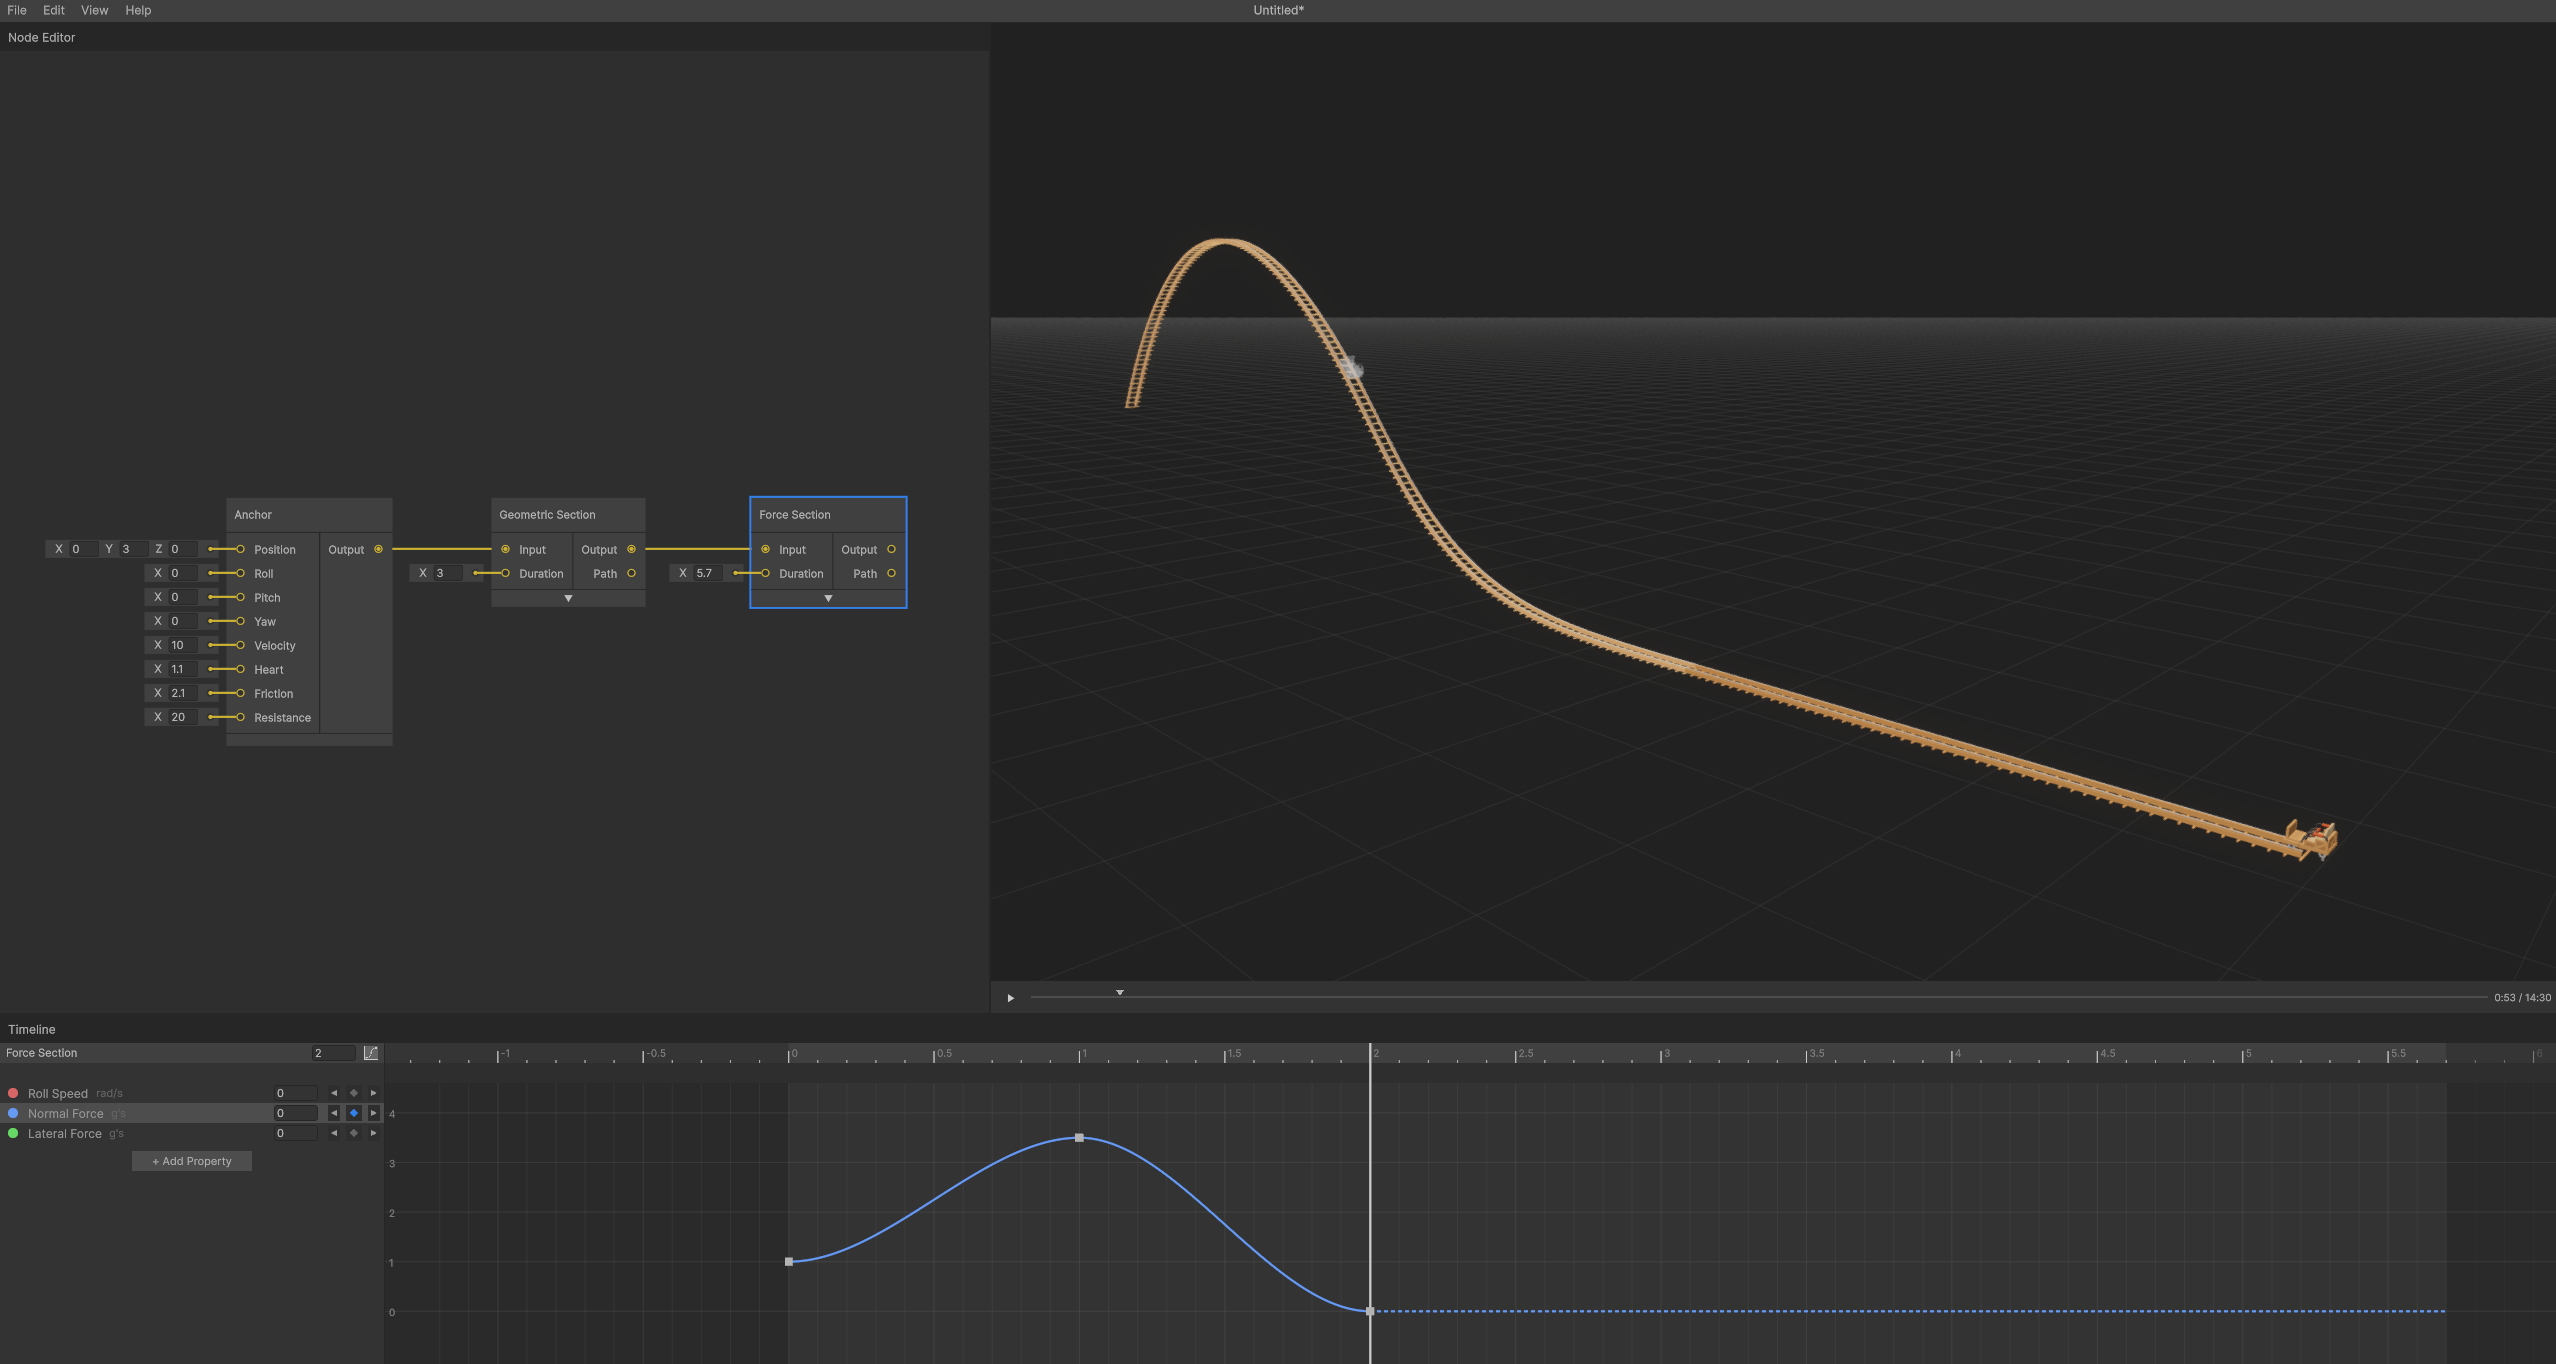 File Edit View Help Untitled*
Node Editor
Anchor
X 0 Y 3 Z 0 Position Output
X 0 Roll
X 0 Pitch
X 0 Yaw
X 10 Velocity
X 1.1 Heart
X 2.1 Friction
X 20 Resistance
Geometric Section
Input Output
X 3 Duration Path
Force Section
Input Output
X 5.7 Duration Path
0:53 / 14:30
Timeline
Force Section 2
-1 -0.5 0 0.5 1 1.5 2 2.5 3 3.5 4 4.5 5 5.5 6
Roll Speed rad/s 0
Normal Force g's 0
Lateral Force g's 0
+ Add Property
4
3
2
1
0